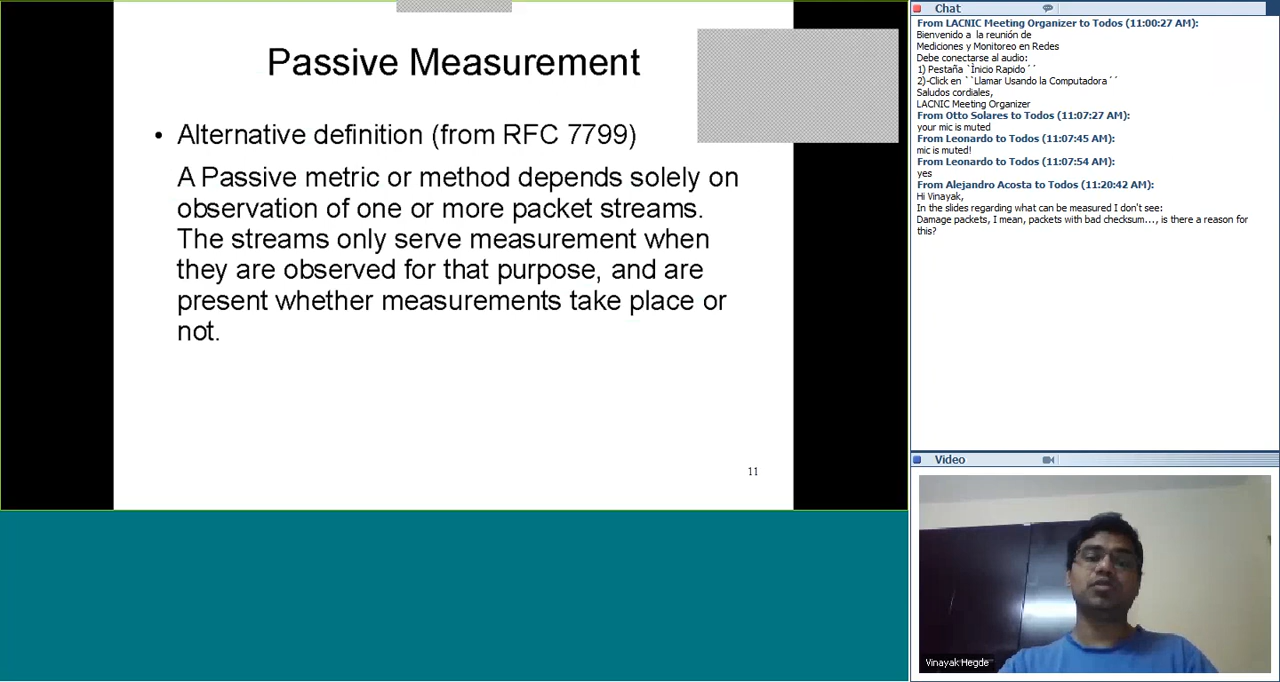 Passive Measurement
• Alternative definition (from RFC 7799)
A Passive metric or method depends solely on
observation of one or more packet streams.
The streams only serve measurement when
they are observed for that purpose, and are
present whether measurements take place or
not.
11
Chat
From LACNIC Meeting Organizer to Todos (11:00:27 AM):
Bienvenido a la reunión de
Mediciones y Monitoreo en Redes
Debe conectarse al audio:
1) Pestaña `Ìnicio Rapido´´
2)-Click en ``Llamar Usando la Computadora´´
Saludos cordiales,
LACNIC Meeting Organizer
From Otto Solares to Todos (11:07:27 AM):
your mic is muted
From Leonardo to Todos (11:07:45 AM):
mic is muted!
From Leonardo to Todos (11:07:54 AM):
yes
From Alejandro Acosta to Todos (11:20:42 AM):
Hi Vinayak,
In the slides regarding what can be measured I don't see:
Damage packets, I mean, packets with bad checksum..., is there a reason for
this?
Video
Vinayak Hegde